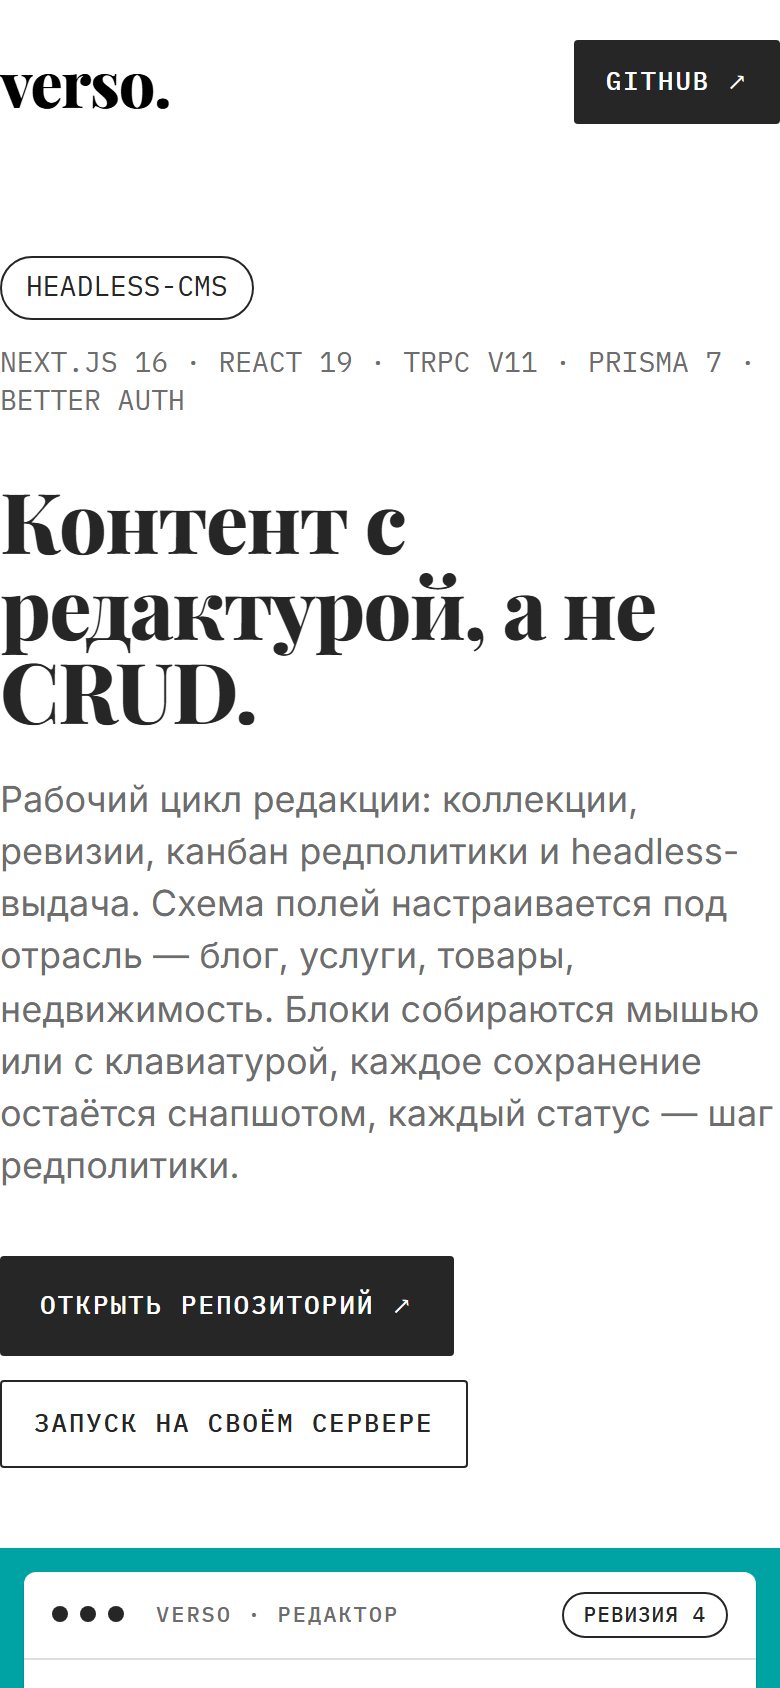 verso.
GITHUB ↗
HEADLESS-CMS
NEXT.JS 16 · REACT 19 · TRPC V11 · PRISMA 7 ·
BETTER AUTH
Контент с
редактурой, а не
CRUD.
Рабочий цикл редакции: коллекции,
ревизии, канбан редполитики и headless-
выдача. Схема полей настраивается под
отрасль — блог, услуги, товары,
недвижимость. Блоки собираются мышью
или с клавиатурой, каждое сохранение
остаётся снапшотом, каждый статус — шаг
редполитики.
ОТКРЫТЬ РЕПОЗИТОРИЙ ↗
ЗАПУСК НА СВОЁМ СЕРВЕРЕ
VERSO · РЕДАКТОР
РЕВИЗИЯ 4